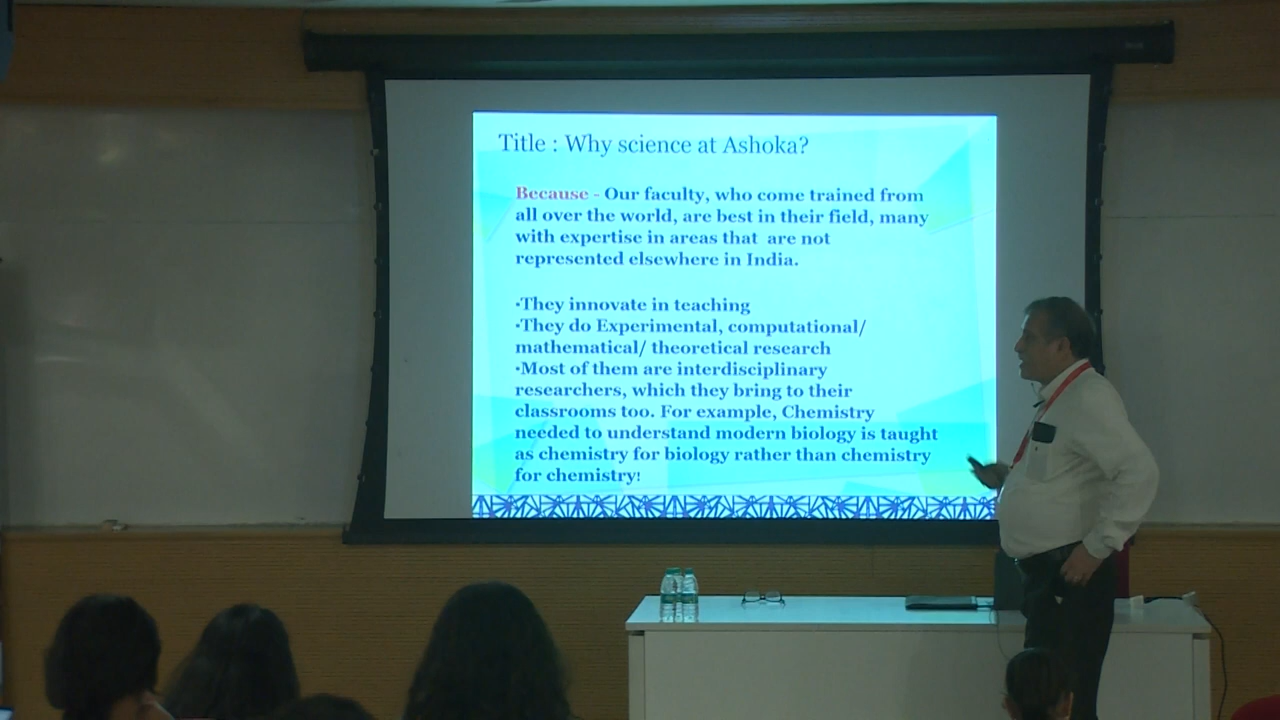 Title : Why science at Ashoka?
Because - Our faculty, who come trained from
all over the world, are best in their field, many
with expertise in areas that are not
represented elsewhere in India.
•They innovate in teaching
•They do Experimental, computational/
mathematical/ theoretical research
•Most of them are interdisciplinary
researchers, which they bring to their
classrooms too. For example, Chemistry
needed to understand modern biology is taught
as chemistry for biology rather than chemistry
for chemistry!